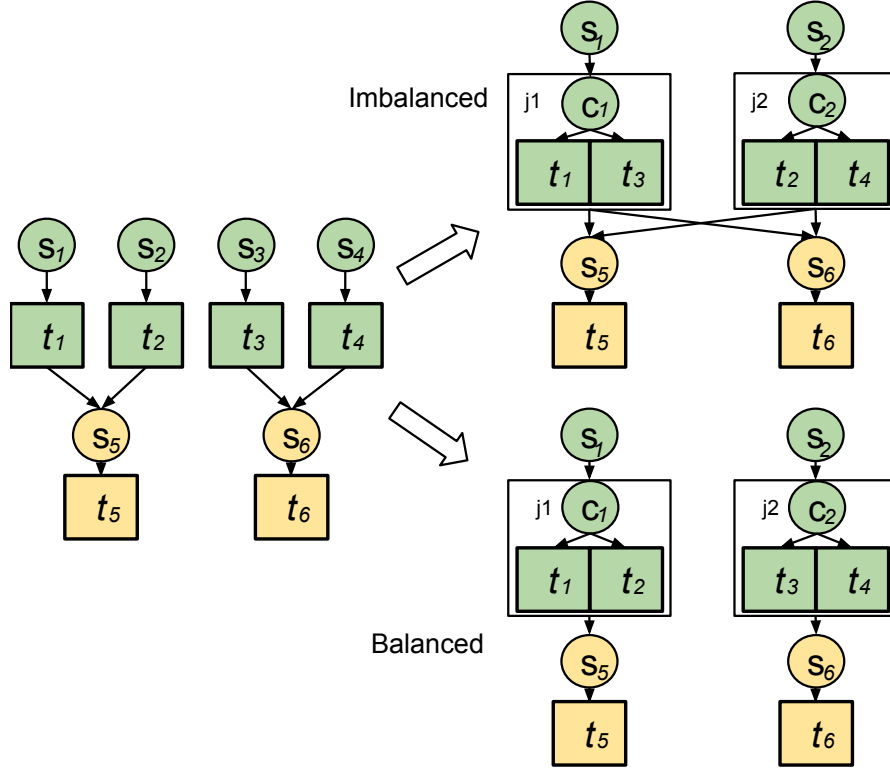 s1 s2 s3 s4
t1 t2 t3 t4
s5 s6
t5 t6
Imbalanced
s1 s2
j1 c1 j2 c2
t1 t3 t2 t4
s5 s6
t5 t6
Balanced
s1 s2
j1 c1 j2 c2
t1 t2 t3 t4
s5 s6
t5 t6